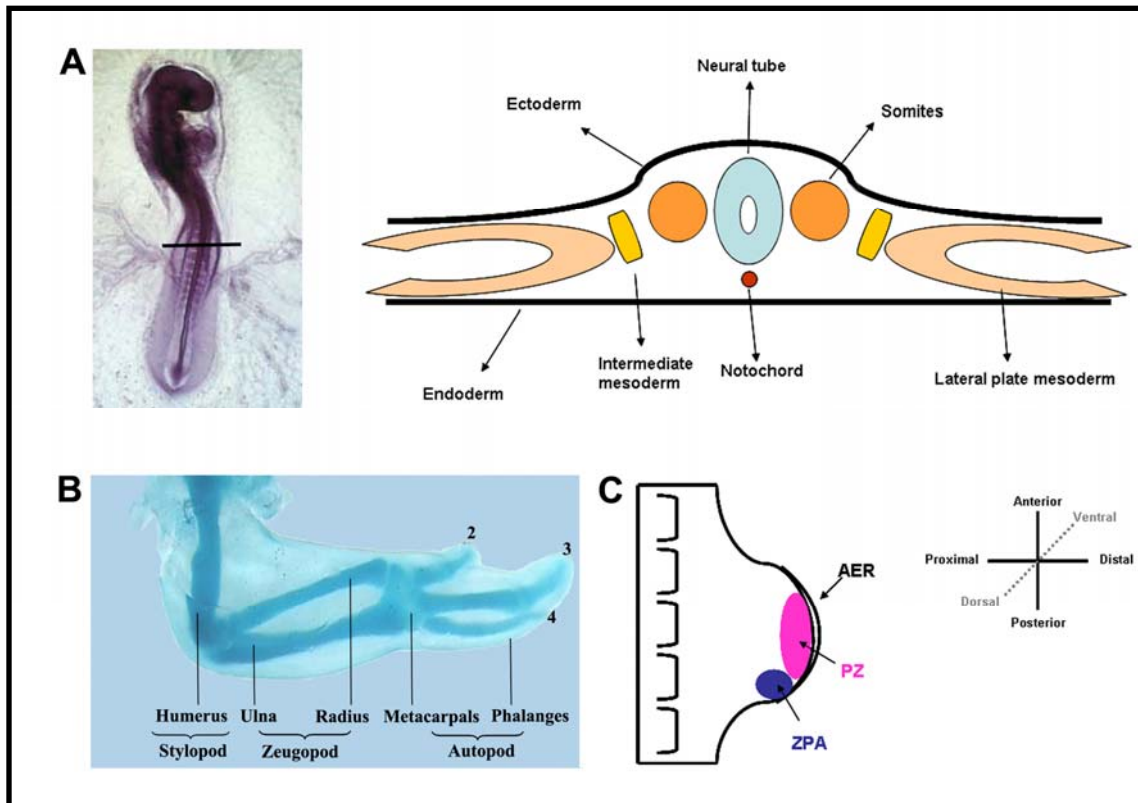 A
Neural tube
Ectoderm
Somites
Intermediate
mesoderm
Notochord
Lateral plate mesoderm
Endoderm
B
2
3
4
Humerus Ulna Radius Metacarpals Phalanges
Stylopod Zeugopod Autopod
C
Anterior
Ventral
Proximal Distal
Dorsal
Posterior
AER
PZ
ZPA